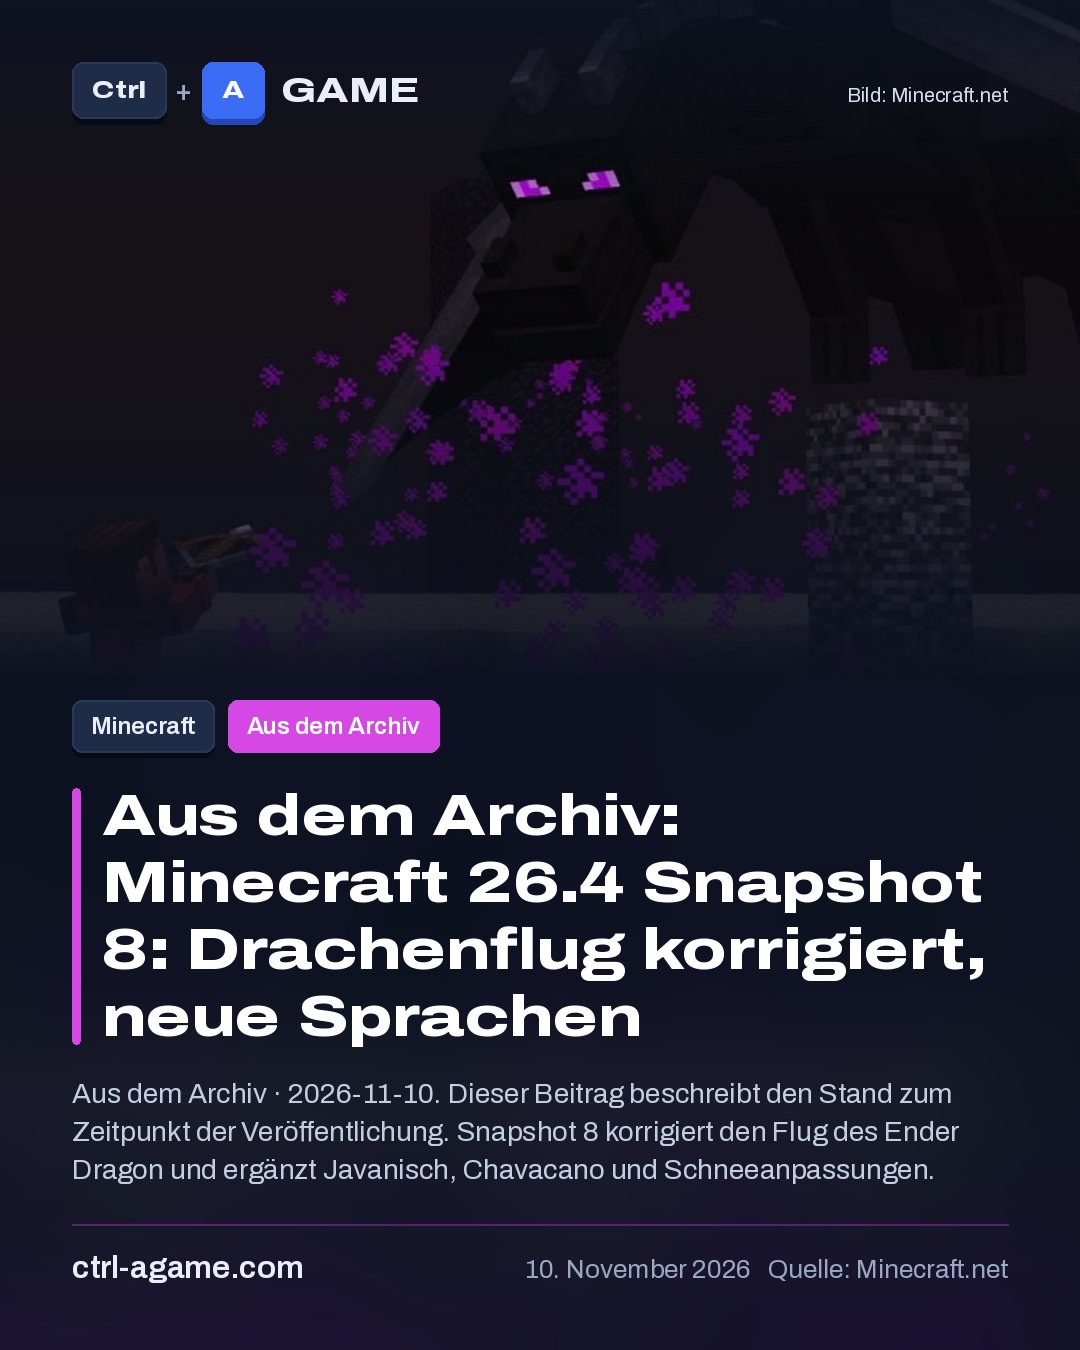 Ctrl + A GAME
Bild: Minecraft.net
Minecraft
Aus dem Archiv
Aus dem Archiv:
Minecraft 26.4 Snapshot
8: Drachenflug korrigiert,
neue Sprachen
Aus dem Archiv · 2026-11-10. Dieser Beitrag beschreibt den Stand zum
Zeitpunkt der Veröffentlichung. Snapshot 8 korrigiert den Flug des Ender
Dragon und ergänzt Javanisch, Chavacano und Schneeanpassungen.
ctrl-agame.com
10. November 2026 Quelle: Minecraft.net